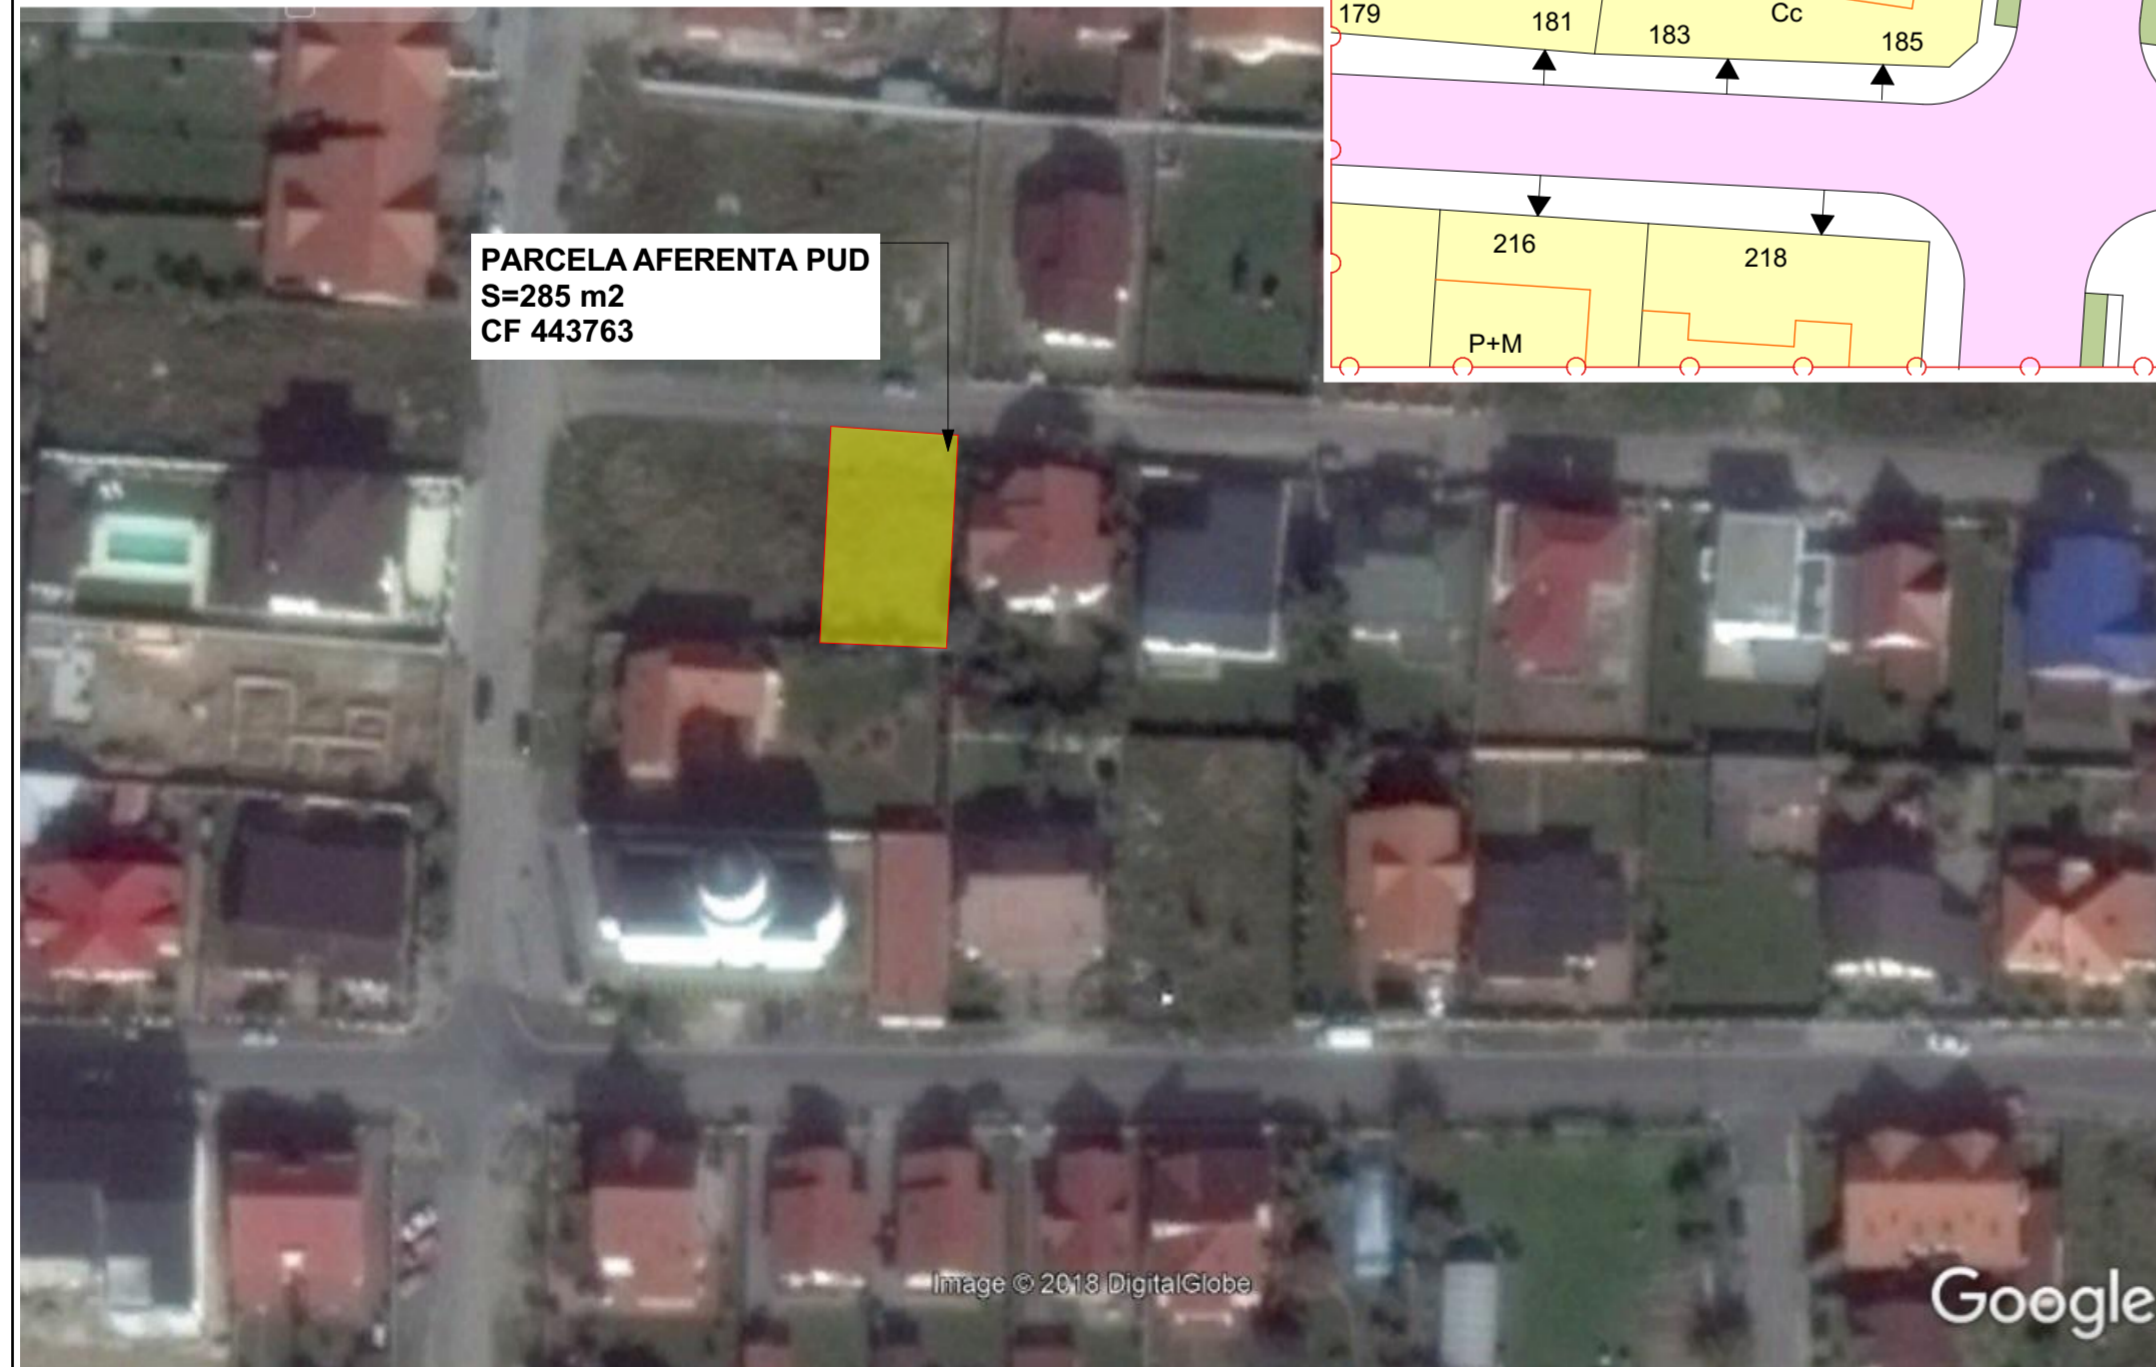 179
181
183
Cc
185
216
218
P+M
PARCELA AFERENTA PUD
S=285 m2
CF 443763
Image © 2018 DigitalGlobe
Google